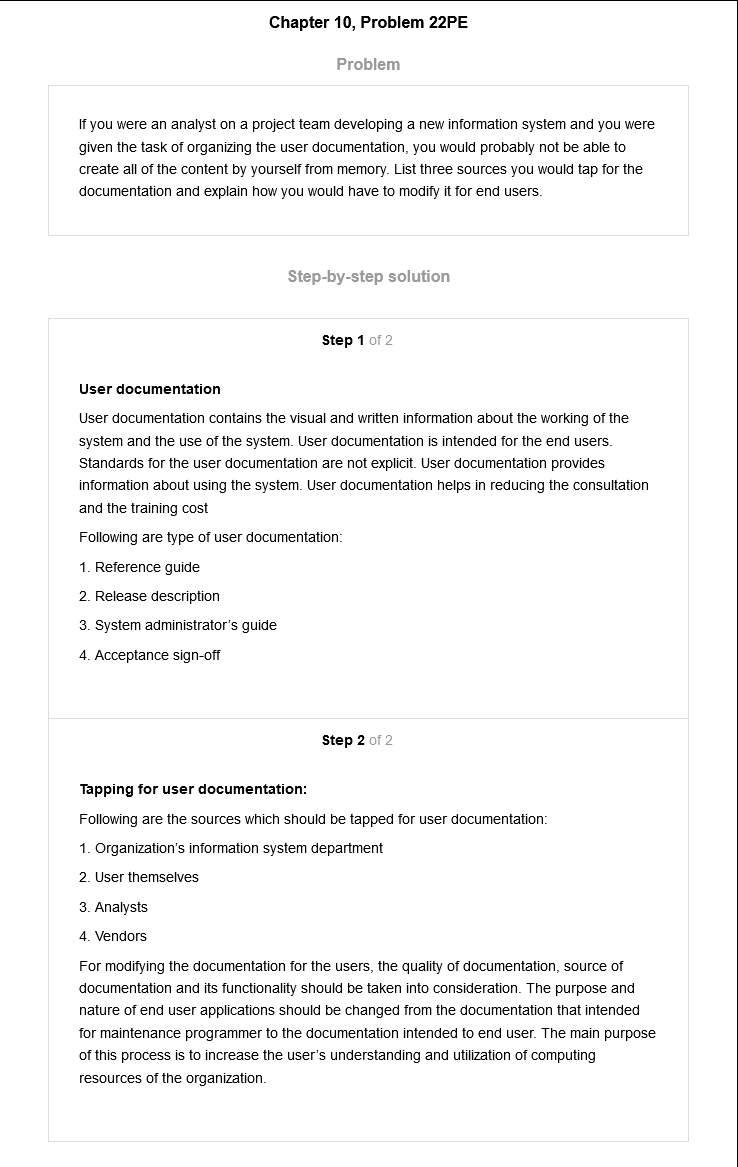 Chapter 10, Problem 22PE
Problem
If you were an analyst on a project team developing a new information system and you were
given the task of organizing the user documentation, you would probably not be able to
create all of the content by yourself from memory. List three sources you would tap for the
documentation and explain how you would have to modify it for end users.
Step-by-step solution
Step 1 of 2
User documentation
User documentation contains the visual and written information about the working of the
system and the use of the system. User documentation is intended for the end users.
Standards for the user documentation are not explicit. User documentation provides
information about using the system. User documentation helps in reducing the consultation
and the training cost
Following are type of user documentation:
1. Reference guide
2. Release description
3. System administrator’s guide
4. Acceptance sign-off
Step 2 of 2
Tapping for user documentation:
Following are the sources which should be tapped for user documentation:
1. Organization’s information system department
2. User themselves
3. Analysts
4. Vendors
For modifying the documentation for the users, the quality of documentation, source of
documentation and its functionality should be taken into consideration. The purpose and
nature of end user applications should be changed from the documentation that intended
for maintenance programmer to the documentation intended to end user. The main purpose
of this process is to increase the user’s understanding and utilization of computing
resources of the organization.